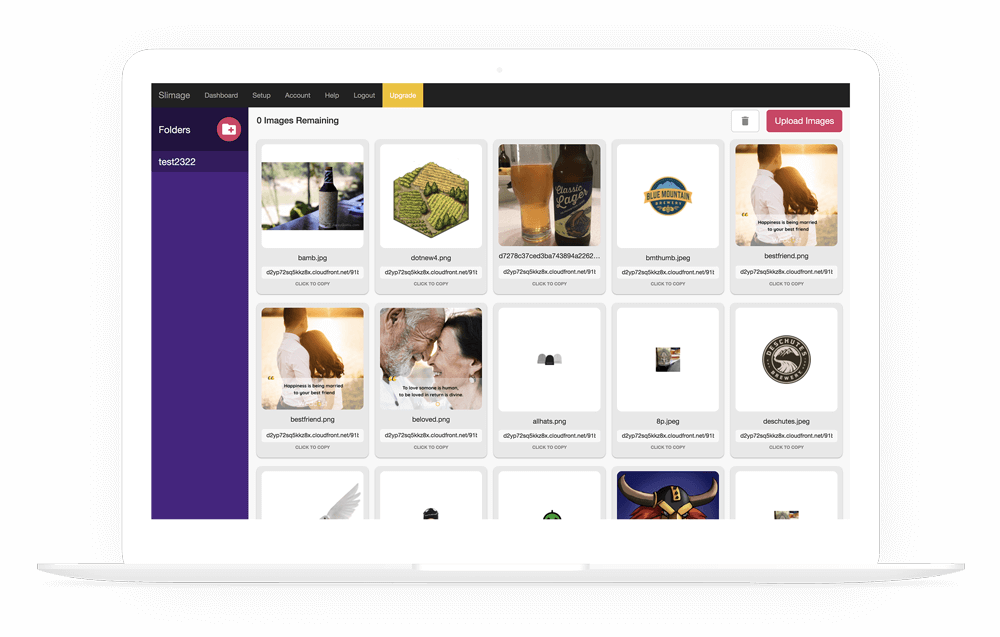 Slimage Dashboard Setup Account Help Logout Upgrade
Folders
test2322
0 Images Remaining
Upload Images
Classic
Lager
BLUE MOUNTAIN
BREWERY
“
Happiness is being married
to your best friend
bamb.jpg
dotnew4.png
d7278c37ced3ba743894a2262...
bmthumb.jpeg
bestfriend.png
d2yp72sq5kkz8x.cloudfront.net/91t
d2yp72sq5kkz8x.cloudfront.net/91t
d2yp72sq5kkz8x.cloudfront.net/91t
d2yp72sq5kkz8x.cloudfront.net/91t
d2yp72sq5kkz8x.cloudfront.net/91t
CLICK TO COPY
CLICK TO COPY
CLICK TO COPY
CLICK TO COPY
CLICK TO COPY
“
Happiness is being married
to your best friend
“
To love somone is human,
to be loved in return is divine.
DESCHUTES
BREWERY
bestfriend.png
beloved.png
allhats.png
8p.jpeg
deschutes.jpeg
d2yp72sq5kkz8x.cloudfront.net/91t
d2yp72sq5kkz8x.cloudfront.net/91t
d2yp72sq5kkz8x.cloudfront.net/91t
d2yp72sq5kkz8x.cloudfront.net/91t
d2yp72sq5kkz8x.cloudfront.net/91t
CLICK TO COPY
CLICK TO COPY
CLICK TO COPY
CLICK TO COPY
CLICK TO COPY